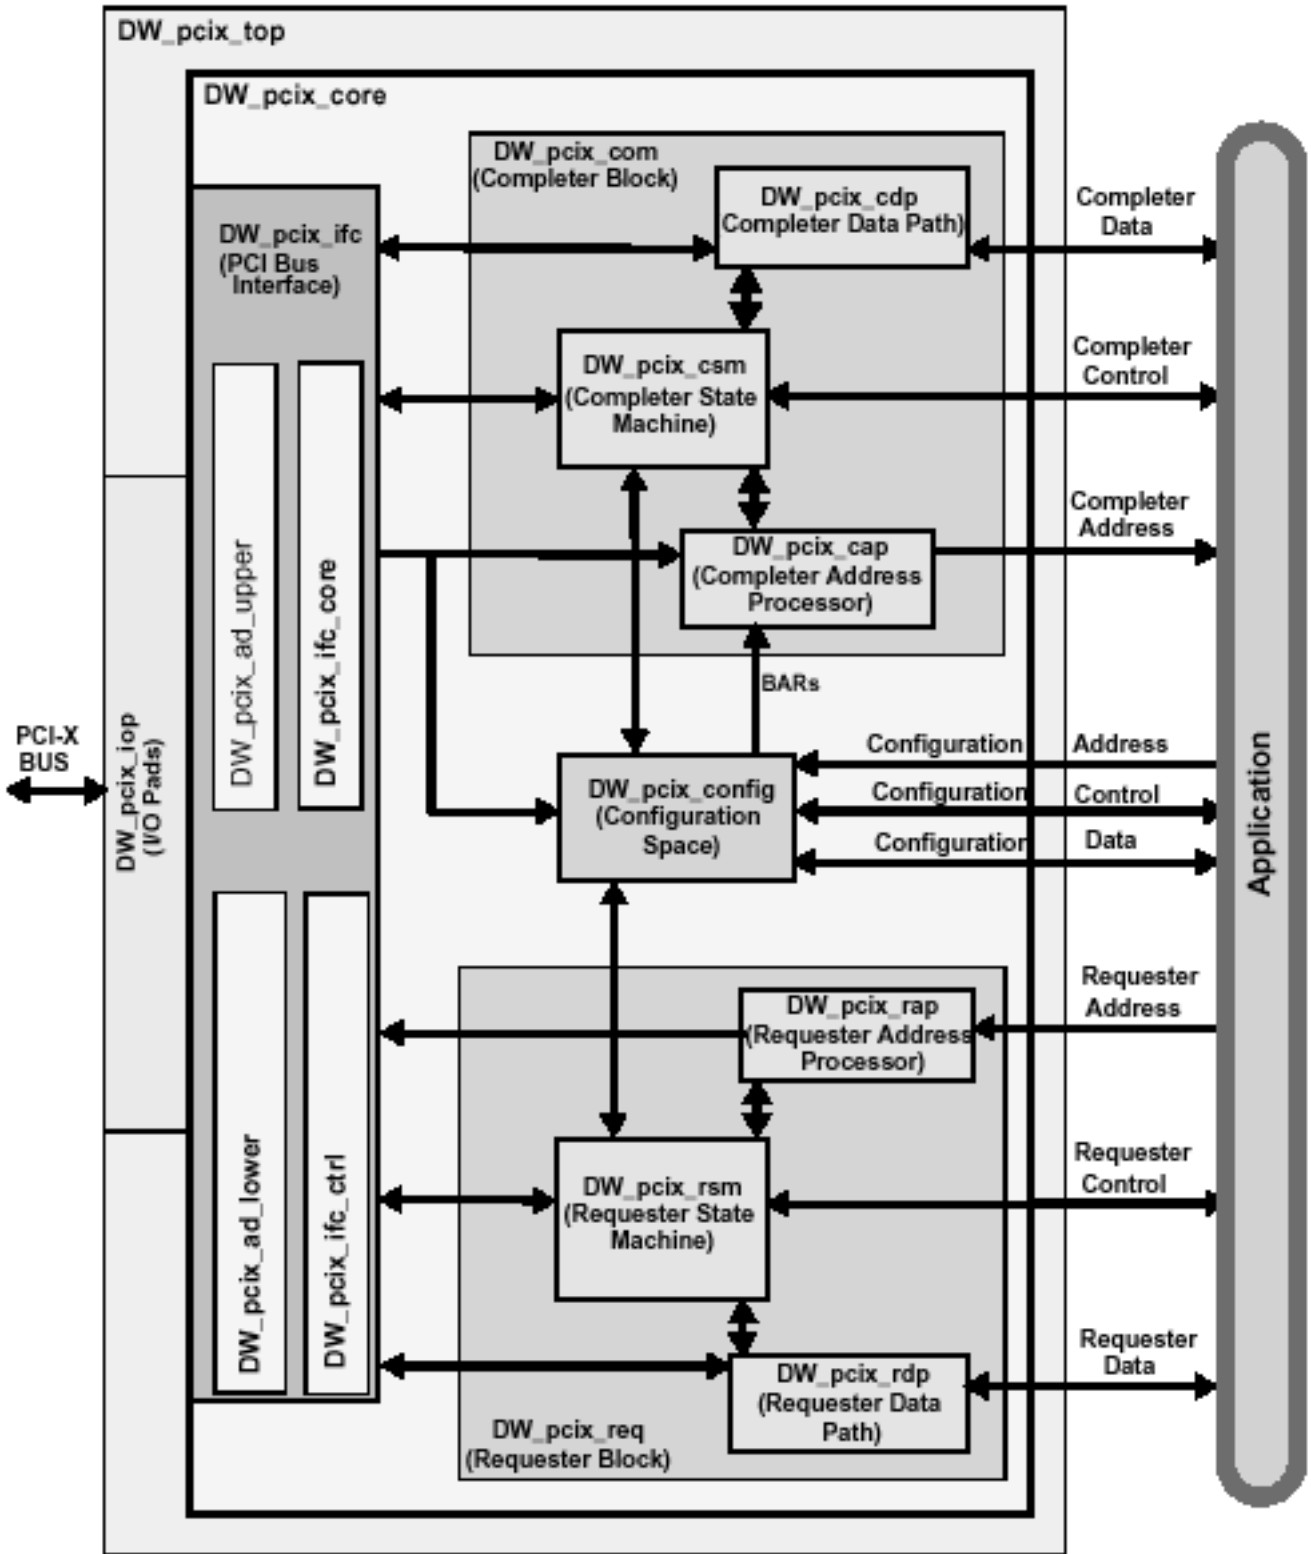 DW_pcix_top
DW_pcix_core
DW_pcix_com
(Completer Block)
DW_pcix_cdp
Completer Data Path)
Completer
Data
DW_pcix_ifc
(PCI Bus
Interface)
DW_pcix_csm
(Completer State
Machine)
Completer
Control
DW_pcix_ad_upper
DW_pcix_ifc_core
DW_pcix_cap
(Completer Address
Processor)
Completer
Address
BARs
PCI-X
BUS
DW_pcix_iop
(I/O Pads)
DW_pcix_config
(Configuration
Space)
Configuration Address
Configuration Control
Configuration Data
Application
DW_pcix_rap
(Requester Address
Processor)
Requester
Address
DW_pcix_ad_lower
DW_pcix_ifc_ctrl
DW_pcix_rsm
(Requester State
Machine)
Requester
Control
DW_pcix_rdp
(Requester Data
Path)
Requester
Data
DW_pcix_req
(Requester Block)